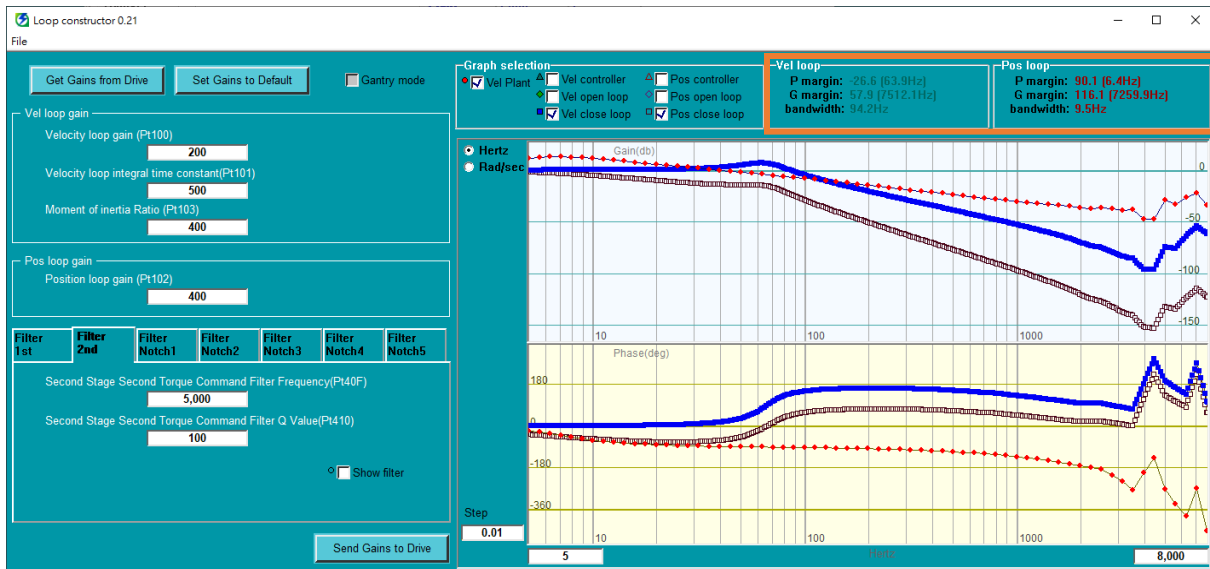 Loop constructor 0.21
File
Get Gains from Drive
Set Gains to Default
Gantry mode
Vel loop gain
Velocity loop gain (Pt100)
200
Velocity loop integral time constant(Pt101)
500
Moment of inertia Ratio (Pt103)
400
Pos loop gain
Position loop gain (Pt102)
400
Filter 1st
Filter 2nd
Filter Notch1
Filter Notch2
Filter Notch3
Filter Notch4
Filter Notch5
Second Stage Second Torque Command Filter Frequency(Pt40F)
5,000
Second Stage Second Torque Command Filter Q Value(Pt410)
100
Show filter
Send Gains to Drive
Graph selection
Vel Plant
Vel controller
Pos controller
Vel open loop
Pos open loop
Vel close loop
Pos close loop
Vel loop
P margin: -26.6 (63.9Hz)
G margin: 57.9 (7512.1Hz)
bandwidth: 94.2Hz
Pos loop
P margin: 90.1 (6.4Hz)
G margin: 116.1 (7259.9Hz)
bandwidth: 9.5Hz
Hertz
Rad/sec
Gain(db)
0
-50
-100
-150
10
100
1000
Phase(deg)
180
0
-180
-360
10
100
1000
Step
0.01
5
Hertz
8,000